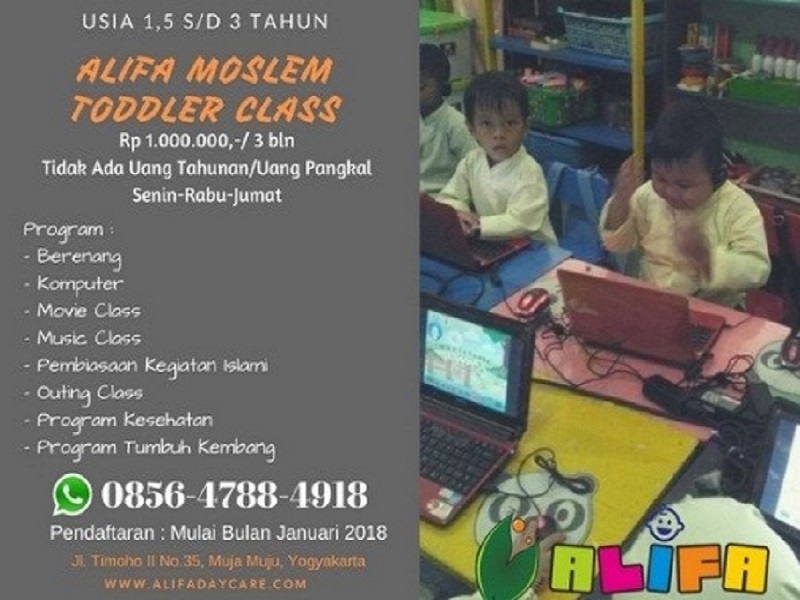 USIA 1,5 S/D 3 TAHUN
ALIFA MOSLEM
TODDLER CLASS
Rp 1.000.000,-/ 3 bln
Tidak Ada Uang Tahunan/Uang Pangkal
Senin-Rabu-Jumat
Program :
- Berenang
- Komputer
- Movie Class
- Music Class
- Pembiasaan Kegiatan Islami
- Outing Class
- Program Kesehatan
- Program Tumbuh Kembang
0856-4788-4918
Pendaftaran : Mulai Bulan Januari 2018
Jl. Timoho II No.35, Muja Muju, Yogyakarta
WWW.ALIFADAYCARE.COM
ALIFA